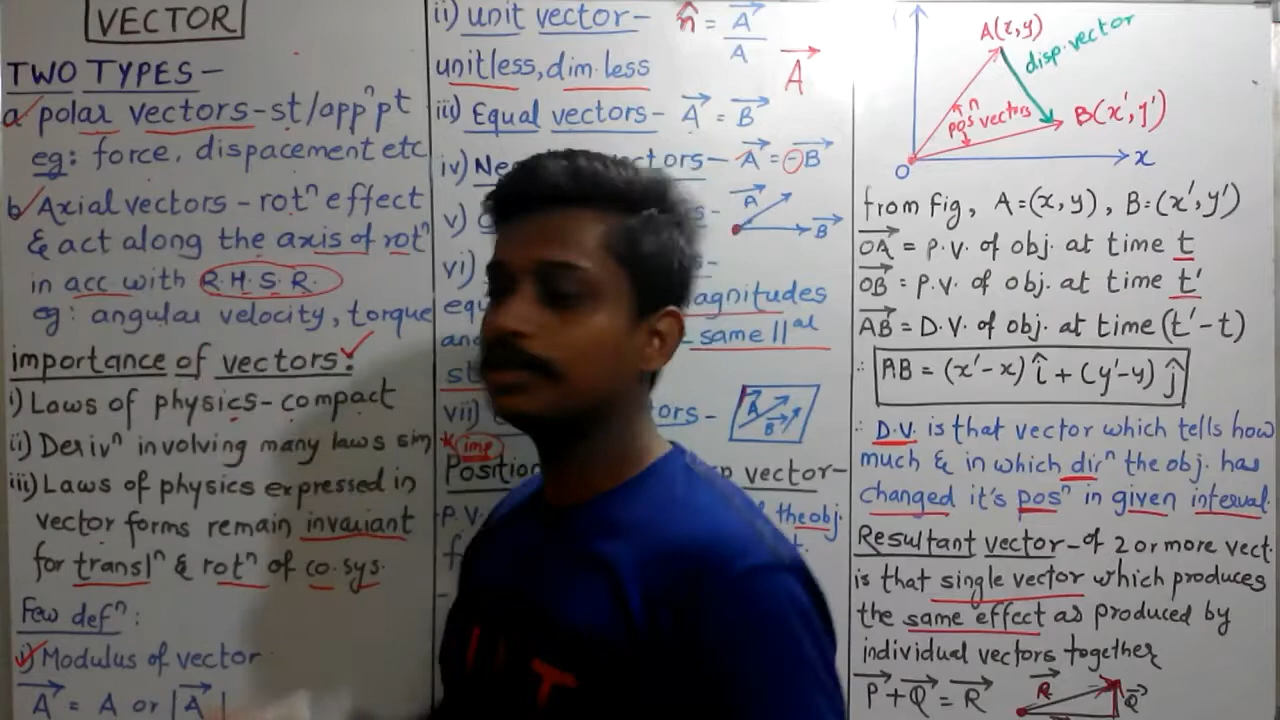 VECTOR
TWO TYPES-
a polar vectors-st/appⁿ pt
eg: force, dispacement etc
b Axial vectors - rotⁿ effect
& act along the axis of rotⁿ
in acc with R.H.S.R.
eg: angular velocity, torque
importance of vectors:
i) Laws of physics - compact
ii) Derivⁿ involving many laws sim
iii) Laws of physics expressed in
vector forms remain invariant
for translⁿ & rotⁿ of co.sys.
Few defⁿ:
i) Modulus of vector
A⃗ = A or |A⃗|
ii) unit vector- n̂ = A⃗/A
unitless, dim.less
A⃗
iii) Equal vectors- A⃗ = B⃗
iv) Ne tors- A⃗ = -B⃗
v)
A⃗
B⃗
vi)
equ agnitudes
and same ||al
st
vii) ors-
A⃗
B⃗
* imp
Position p vector-
P.V. the obj.
f t.
A(x,y)
disp. vector
posⁿ vectors
B(x′,y′)
O
x
from fig, A=(x,y), B=(x′,y′)
OA⃗ = P.V. of obj. at time t
OB⃗ = P.V. of obj. at time t′
AB⃗ = D.V. of obj. at time (t′-t)
∴ AB = (x′-x) î + (y′-y) ĵ
∴ D.V. is that vector which tells how
much & in which dirⁿ the obj. has
changed it's posⁿ in given interval.
Resultant vector - of 2 or more vect.
is that single vector which produces
the same effect as produced by
individual vectors together
P⃗+Q⃗=R⃗
R⃗
Q⃗